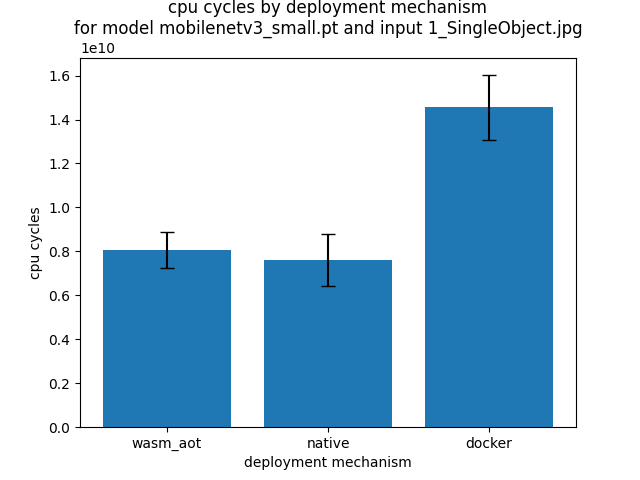 cpu cycles by deployment mechanism
for model mobilenetv3_small.pt and input 1_SingleObject.jpg
1e10
1.6
1.4
1.2
1.0
0.8
0.6
0.4
0.2
0.0
cpu cycles
wasm_aot native docker
deployment mechanism